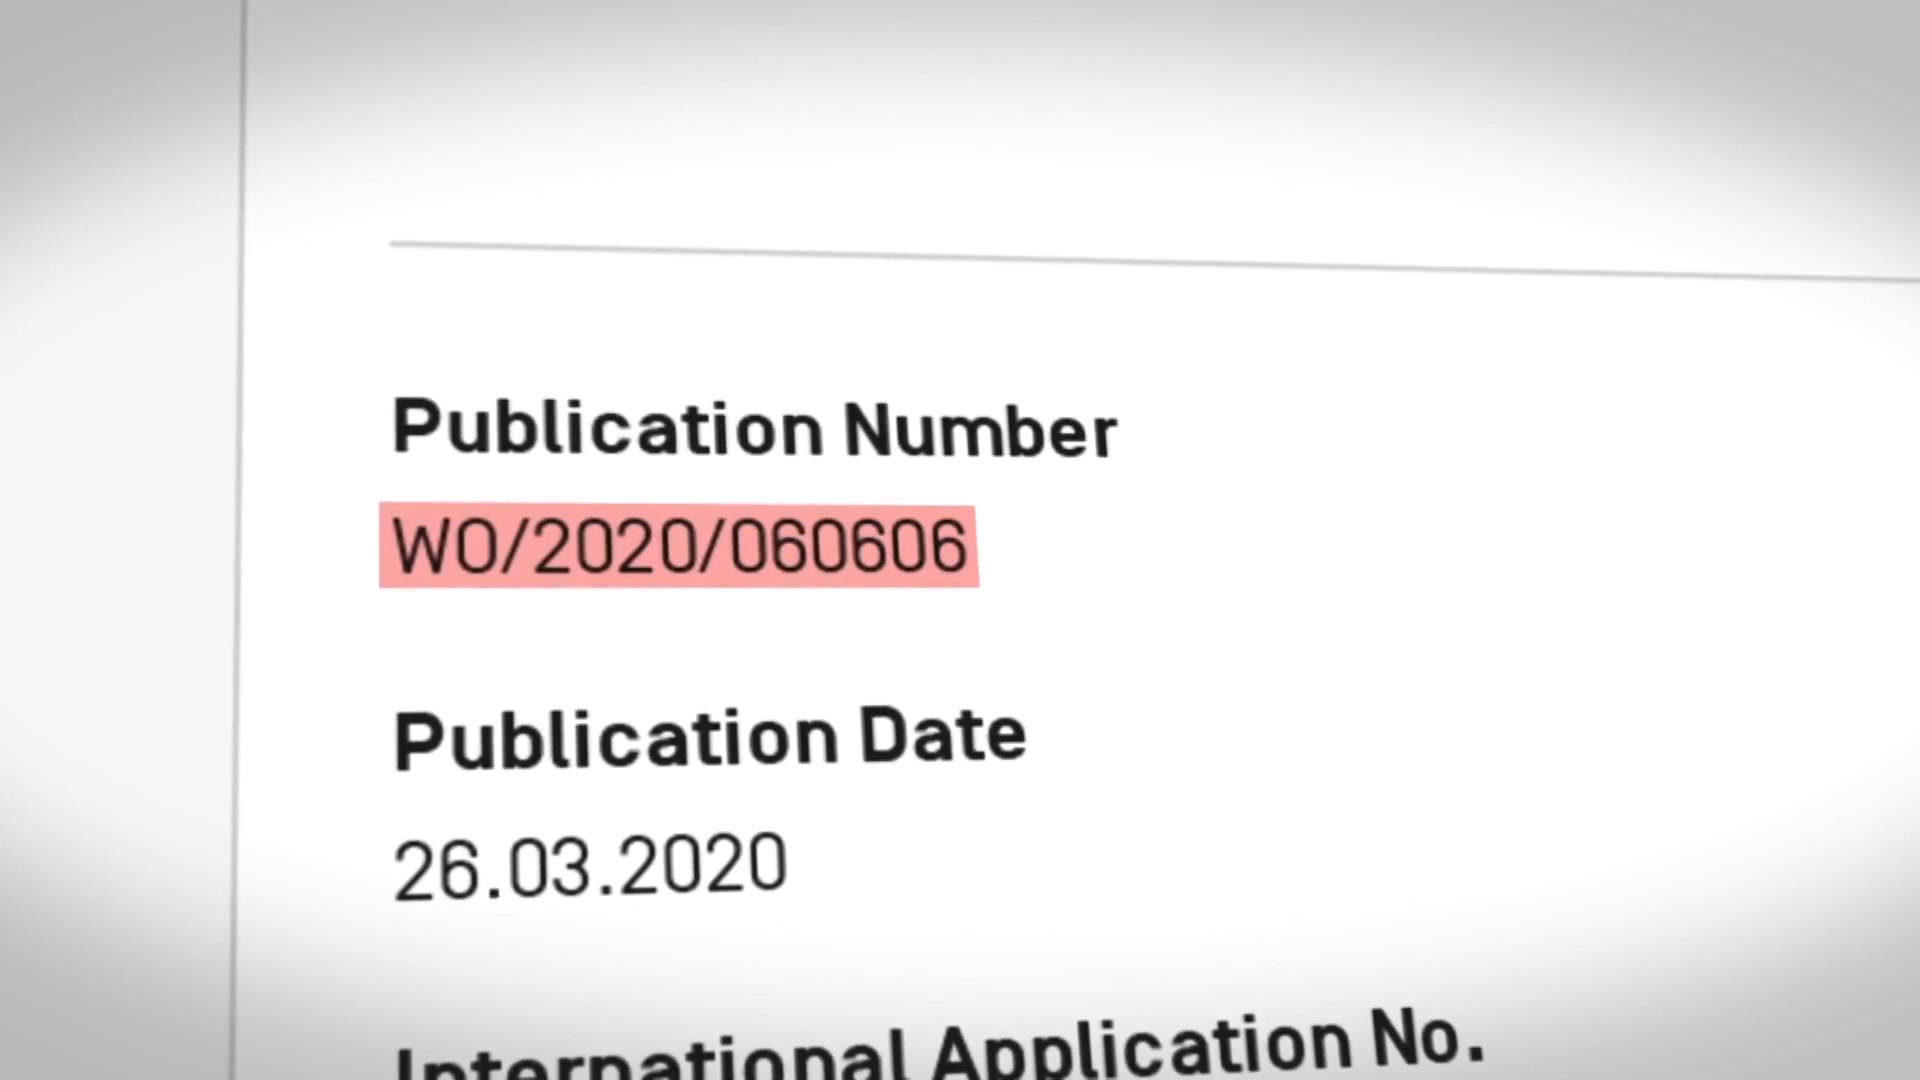 Publication Number
WO/2020/060606
Publication Date
26.03.2020
International Application No.